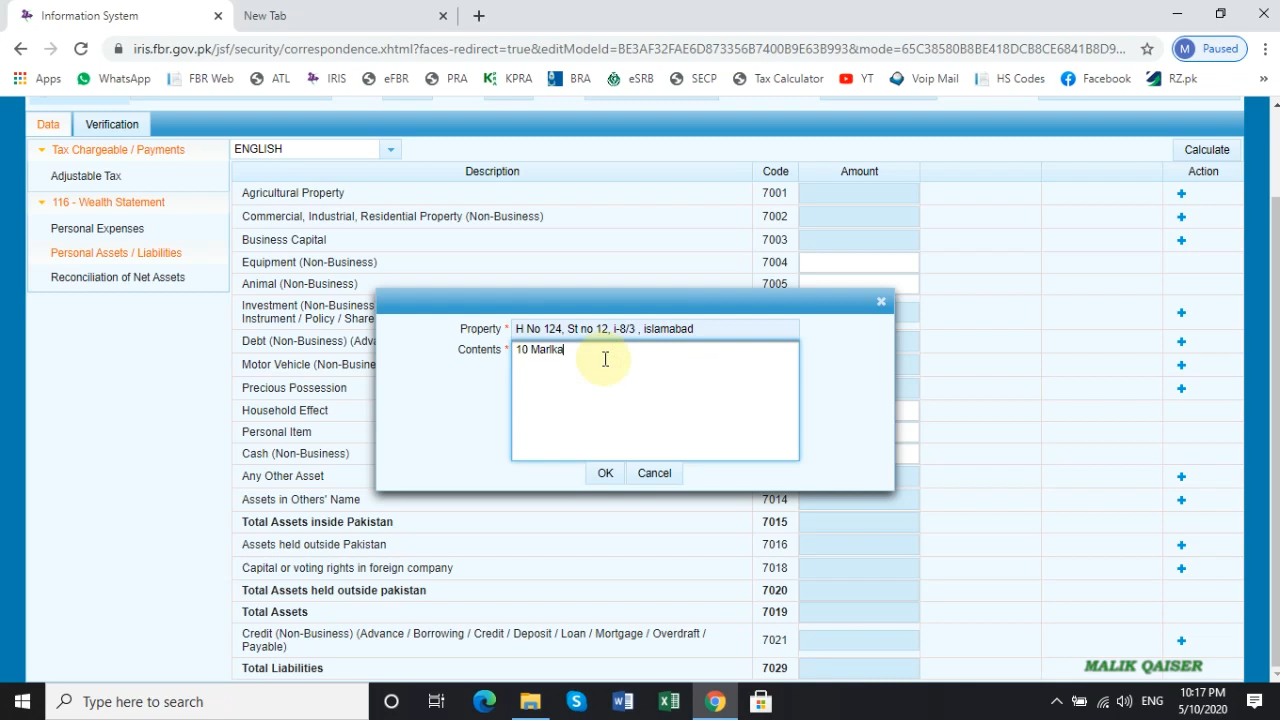 Information System
New Tab
iris.fbr.gov.pk/jsf/security/correspondence.xhtml?faces-redirect=true&editModeId=BE3AF32FAE6D873356B7400B9E63B993&mode=65C38580B8BE418DCB8CE6841B8D9...
M Paused
Apps WhatsApp FBR Web ATL IRIS eFBR PRA KPRA BRA eSRB SECP Tax Calculator YT Voip Mail HS Codes Facebook RZ.pk »
Data Verification
Tax Chargeable / Payments ENGLISH Calculate
Adjustable Tax
116 - Wealth Statement
Personal Expenses
Personal Assets / Liabilities
Reconciliation of Net Assets
Description Code Amount Action
Agricultural Property 7001
Commercial, Industrial, Residential Property (Non-Business) 7002
Business Capital 7003
Equipment (Non-Business) 7004
Animal (Non-Business) 7005
Investment (Non-Business
Instrument / Policy / Share
Debt (Non-Business) (Adva
Motor Vehicle (Non-Busine
Precious Possession
Household Effect
Personal Item
Cash (Non-Business)
Any Other Asset
Property * H No 124, St no 12, i-8/3 , islamabad
Contents * 10 Marlka
OK Cancel
Assets in Others' Name 7014
Total Assets inside Pakistan 7015
Assets held outside Pakistan 7016
Capital or voting rights in foreign company 7018
Total Assets held outside pakistan 7020
Total Assets 7019
Credit (Non-Business) (Advance / Borrowing / Credit / Deposit / Loan / Mortgage / Overdraft /
Payable) 7021
Total Liabilities 7029
MALIK QAISER
Type here to search
ENG
10:17 PM
5/10/2020